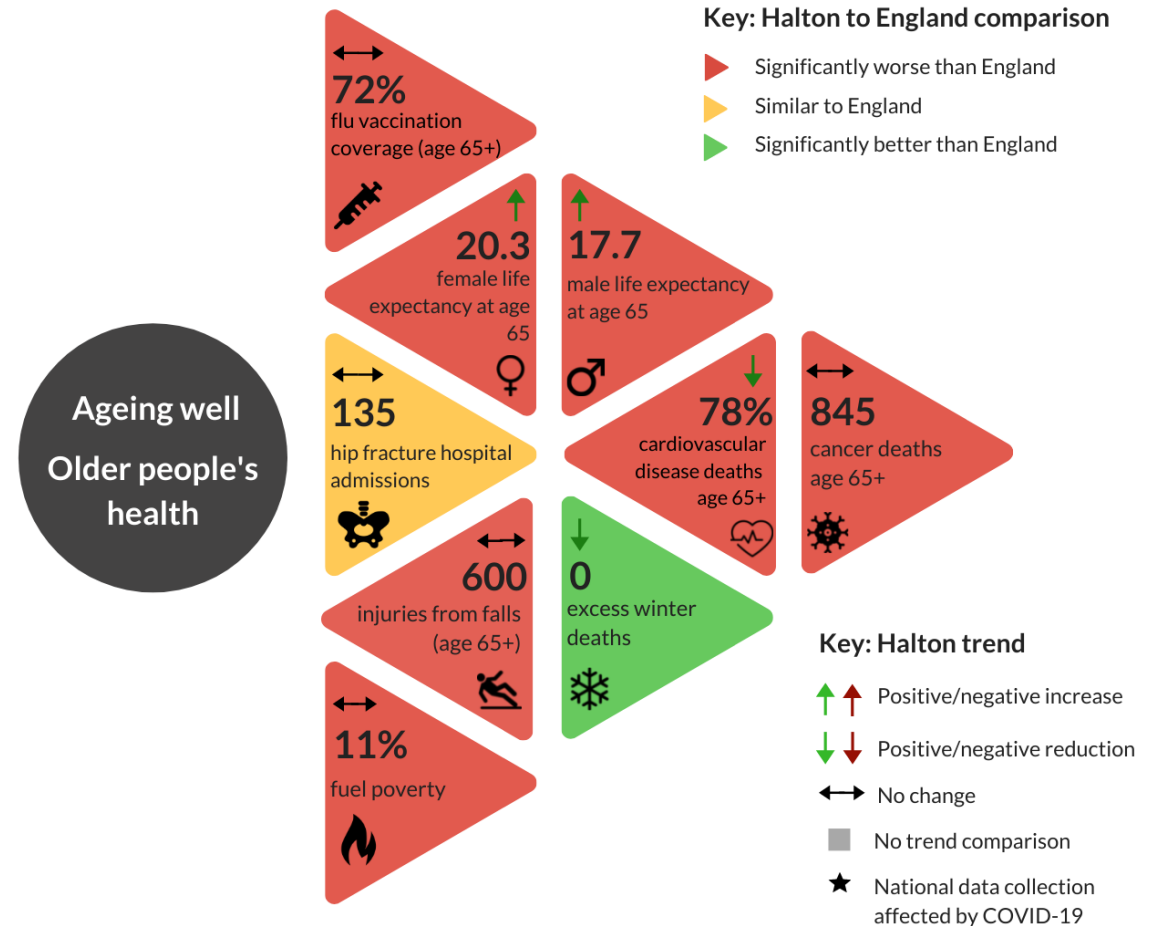 Key: Halton to England comparison
Significantly worse than England
Similar to England
Significantly better than England
72%
flu vaccination
coverage (age 65+)
20.3
female life
expectancy at age
65
17.7
male life expectancy
at age 65
Ageing well
Older people's
health
135
hip fracture hospital
admissions
78%
cardiovascular
disease deaths
age 65+
845
cancer deaths
age 65+
600
injuries from falls
(age 65+)
0
excess winter
deaths
11%
fuel poverty
Key: Halton trend
Positive/negative increase
Positive/negative reduction
No change
No trend comparison
National data collection
affected by COVID-19